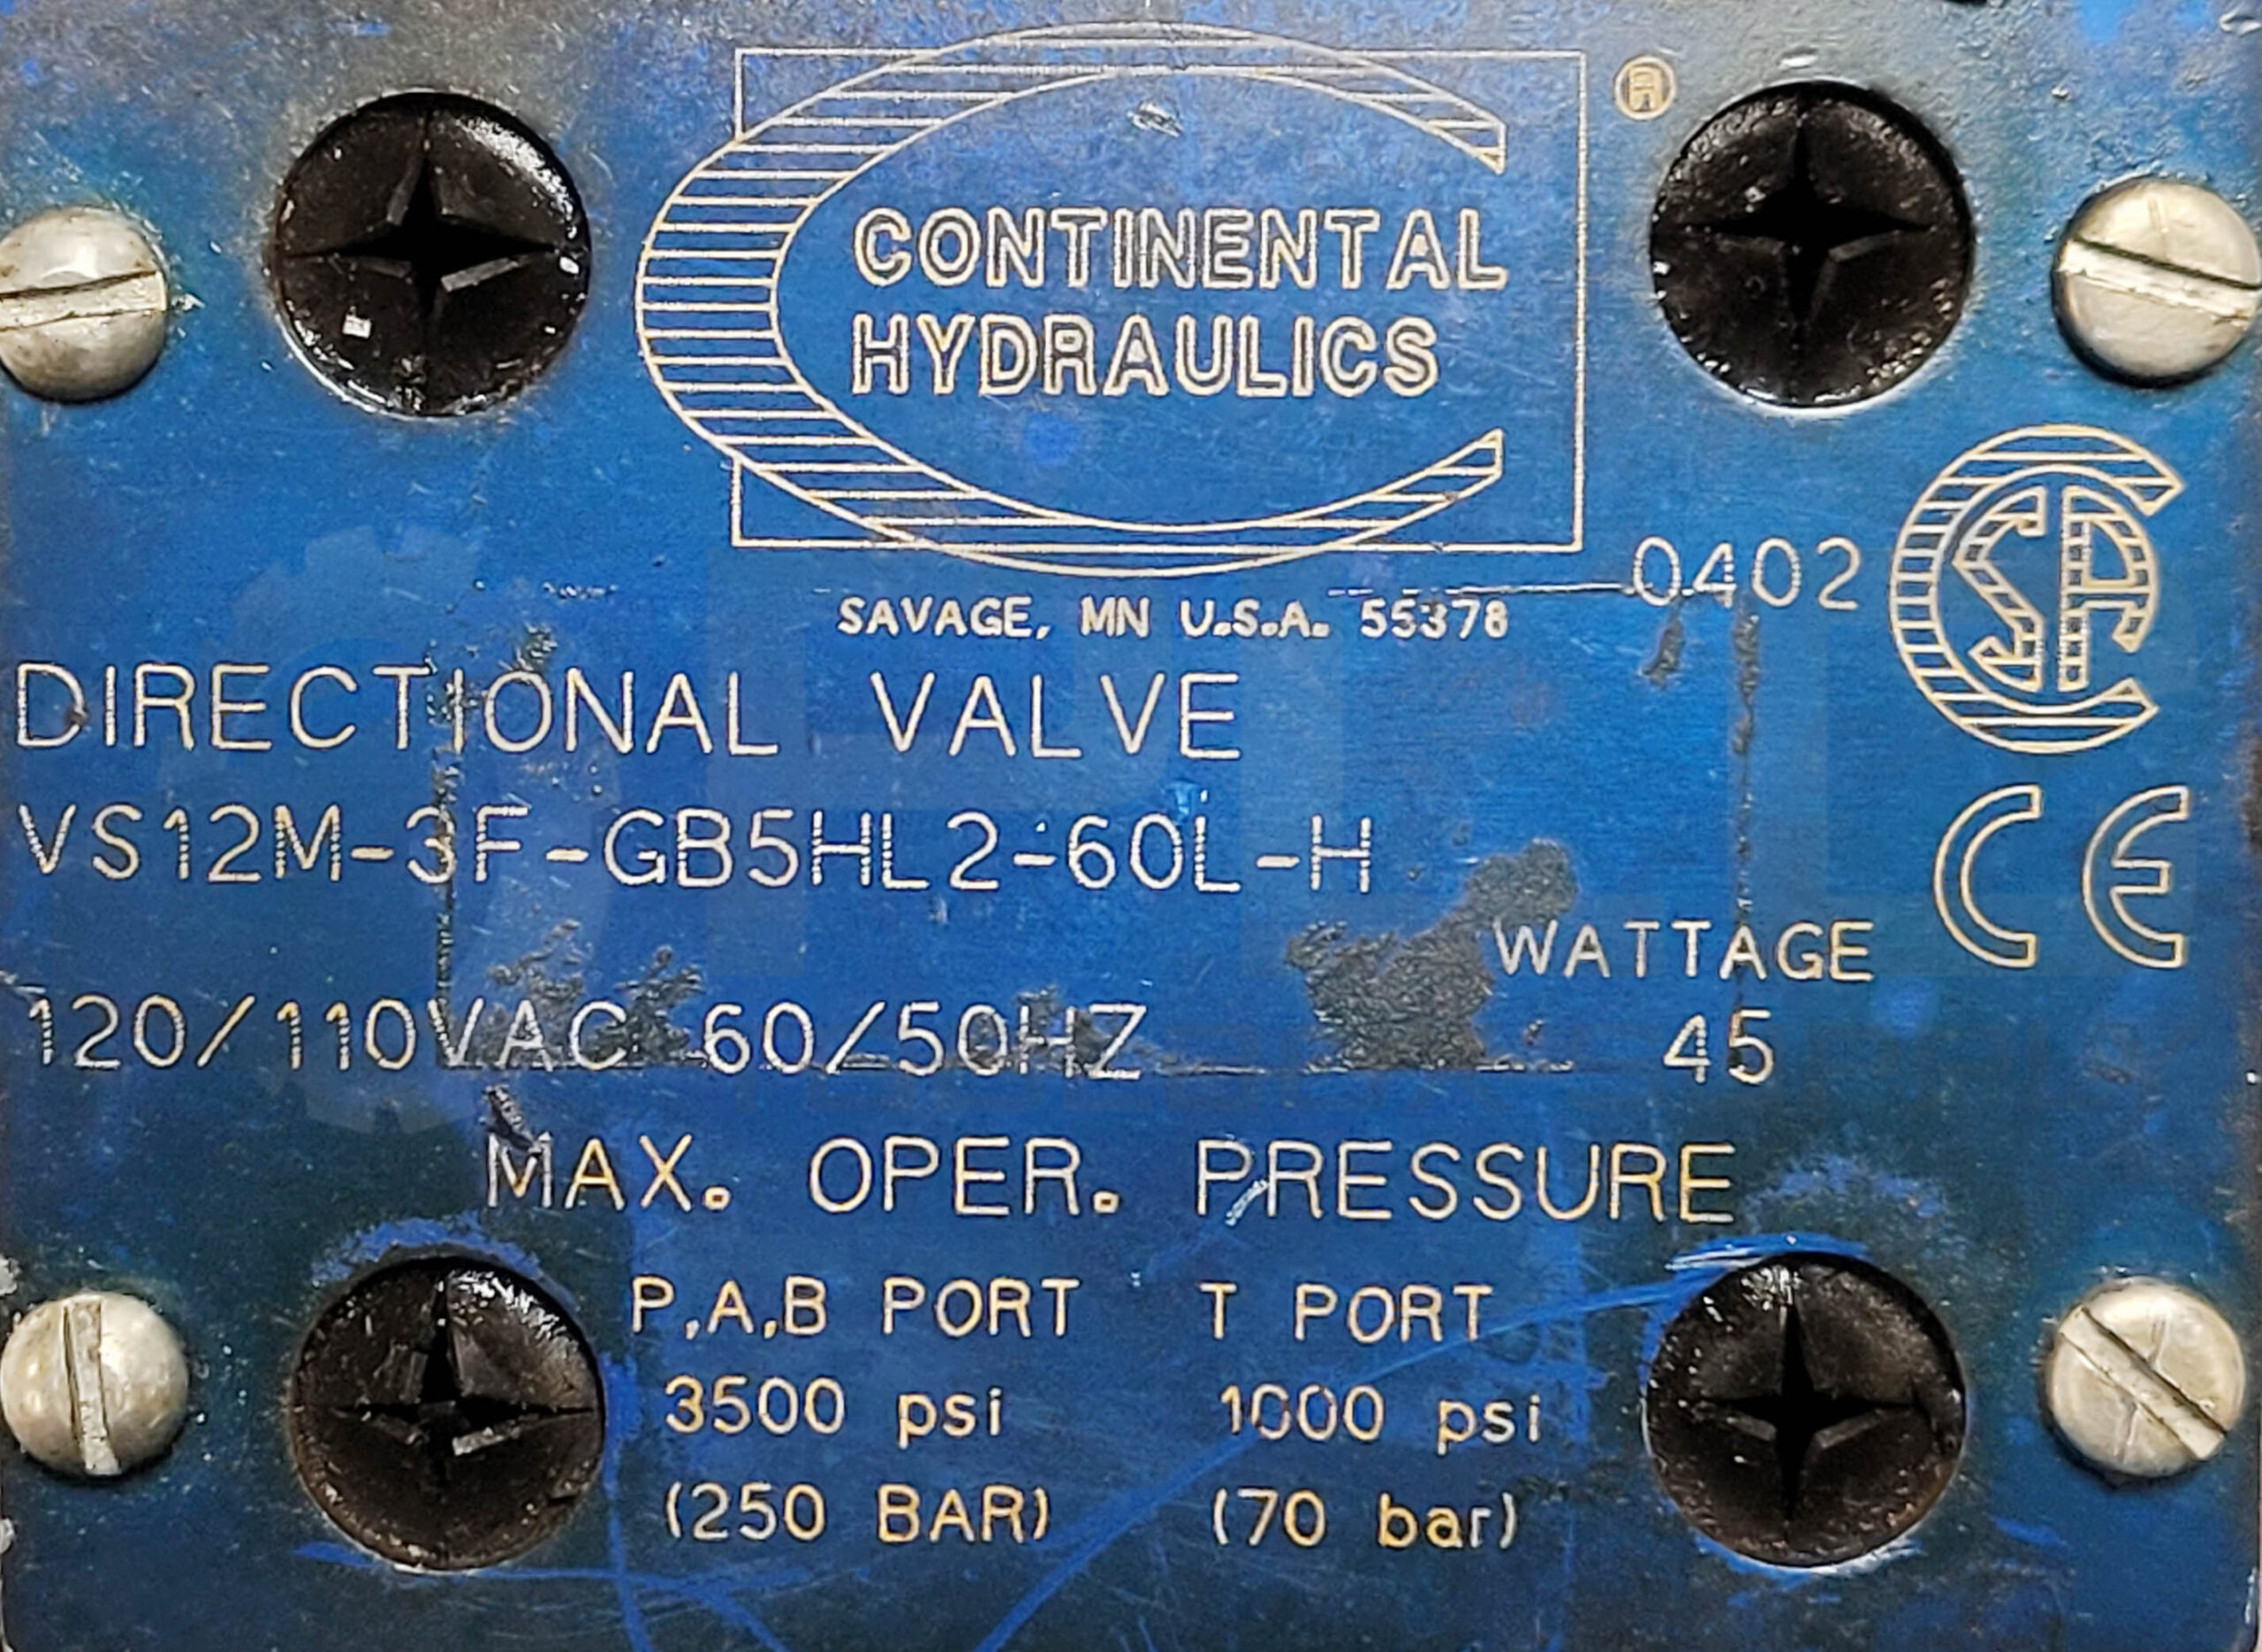 ®
CONTINENTAL
HYDRAULICS
SAVAGE, MN U.S.A. 55378
0402
DIRECTIONAL VALVE
VS12M-3F-GB5HL2-60L-H
WATTAGE
120/110VAC 60/50HZ 45
MAX. OPER. PRESSURE
P,A,B PORT T PORT
3500 psi 1000 psi
(250 BAR) (70 bar)
CE